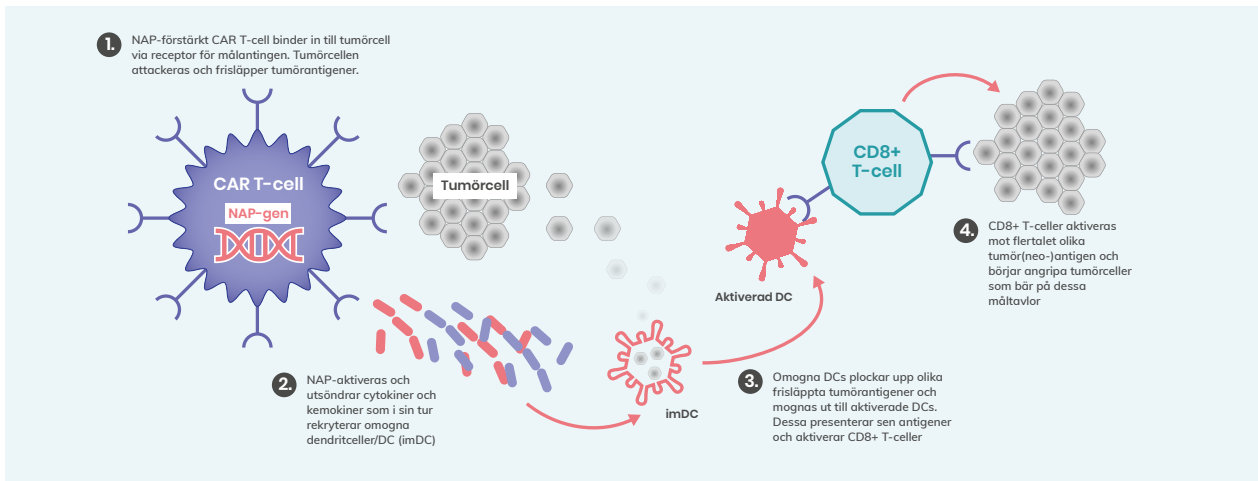 1.
NAP-förstärkt CAR T-cell binder in till tumörcell
via receptor för målantingen. Tumörcellen
attackeras och frisläpper tumörantigener.
CAR T-cell
NAP-gen
Tumörcell
2.
NAP-aktiveras och
utsöndrar cytokiner och
kemokiner som i sin tur
rekryterar omogna
dendritceller/DC (imDC)
imDC
Aktiverad DC
3.
Omogna DCs plockar upp olika
frisläppta tumörantigener och
mognas ut till aktiverade DCs.
Dessa presenterar sen antigener
och aktiverar CD8+ T-celler
CD8+
T-cell
4.
CD8+ T-celler aktiveras
mot flertalet olika
tumör(neo-)antigen och
börjar angripa tumörceller
som bär på dessa
måltavlor